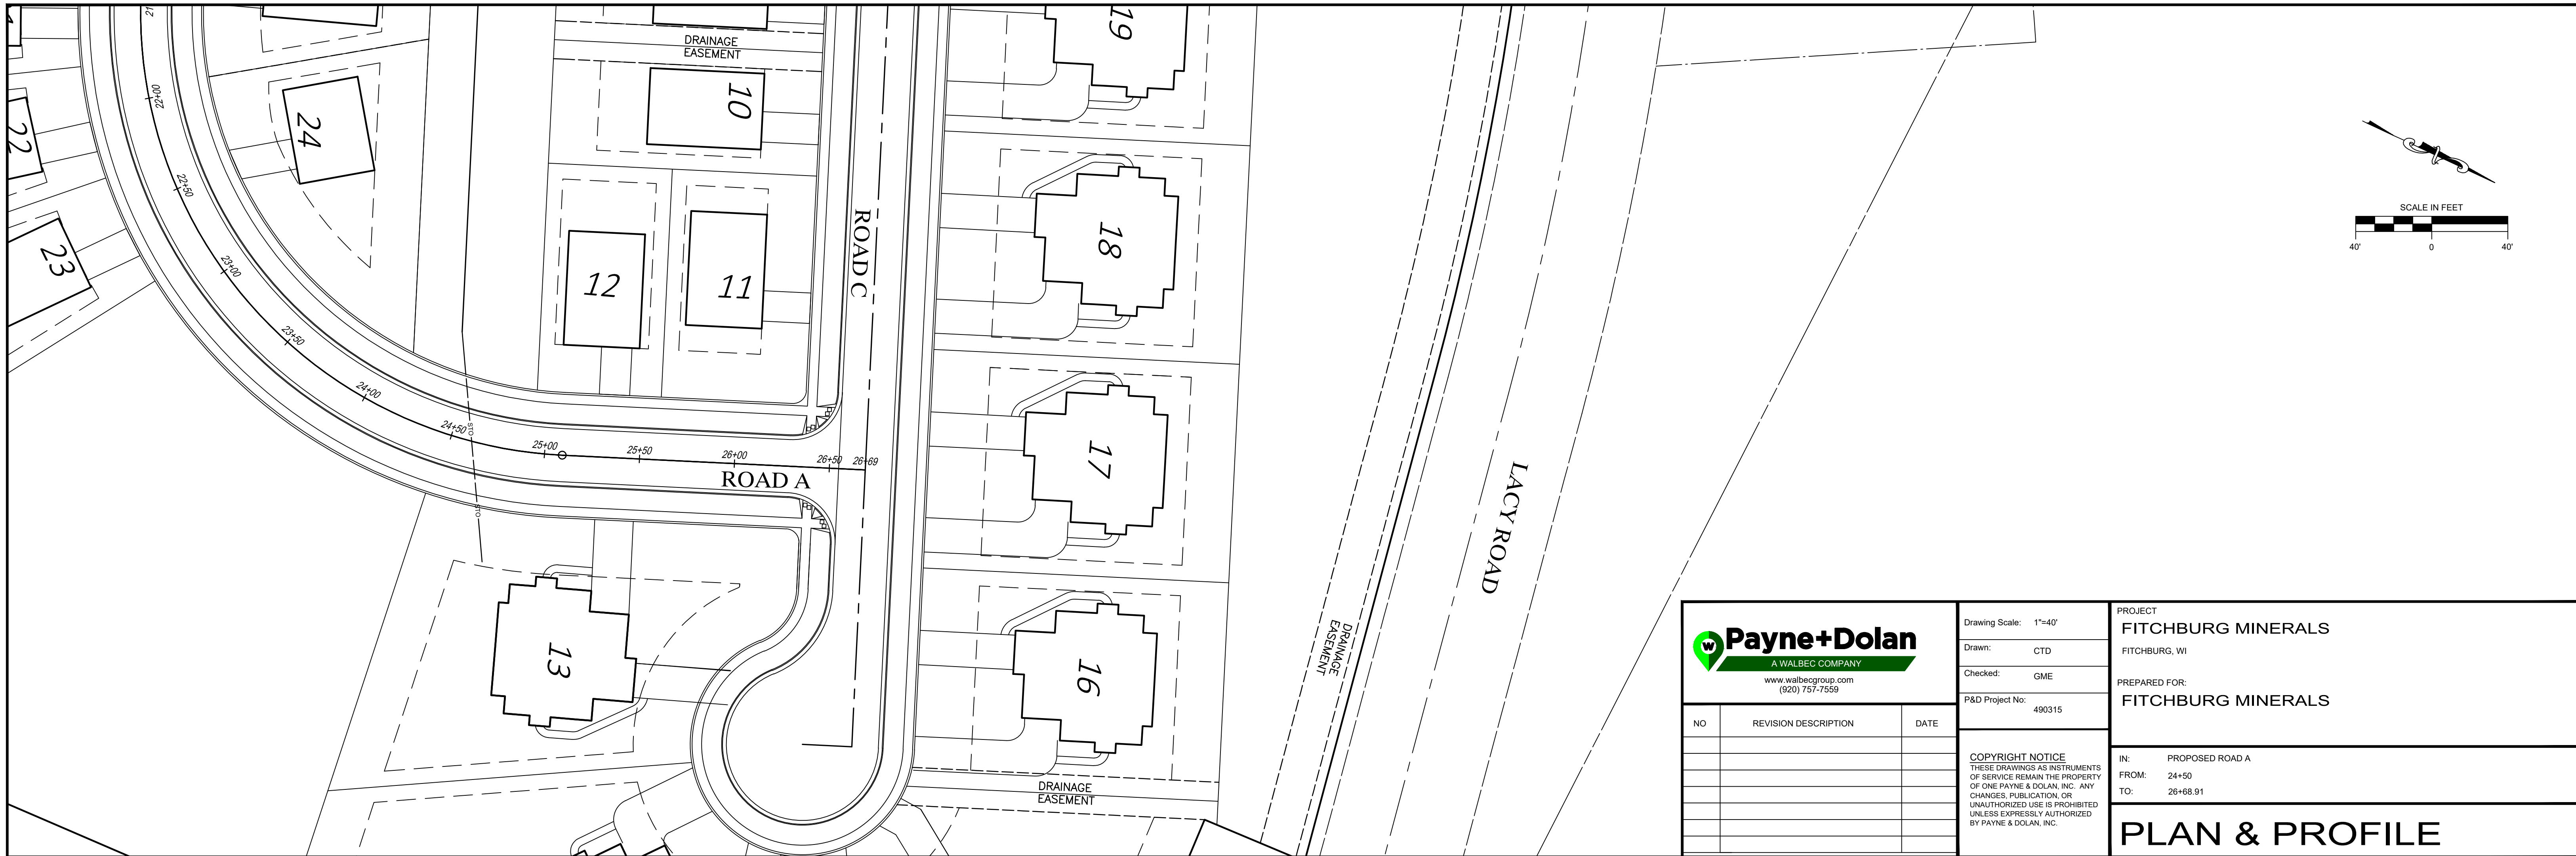 21
19
DRAINAGE
EASEMENT
22+00
10
24
22
22+50
ROAD C
18
23
23+00
12
11
SCALE IN FEET
40'
0
40'
23+50
24+00
24+50
STO
25+00
25+50
26+00
26+50
26+69
ROAD A
17
LACY ROAD
STO
13
16
DRAINAGE
EASEMENT
DRAINAGE
EASEMENT
W Payne+Dolan
A WALBEC COMPANY
www.walbecgroup.com
(920) 757-7559
NO
REVISION DESCRIPTION
DATE
Drawing Scale: 1"=40'
Drawn: CTD
Checked: GME
P&D Project No:
490315
COPYRIGHT NOTICE
THESE DRAWINGS AS INSTRUMENTS
OF SERVICE REMAIN THE PROPERTY
OF ONE PAYNE & DOLAN, INC. ANY
CHANGES, PUBLICATION, OR
UNAUTHORIZED USE IS PROHIBITED
UNLESS EXPRESSLY AUTHORIZED
BY PAYNE & DOLAN, INC.
PROJECT
FITCHBURG MINERALS
FITCHBURG, WI
PREPARED FOR:
FITCHBURG MINERALS
IN: PROPOSED ROAD A
FROM: 24+50
TO: 26+68.91
PLAN & PROFILE